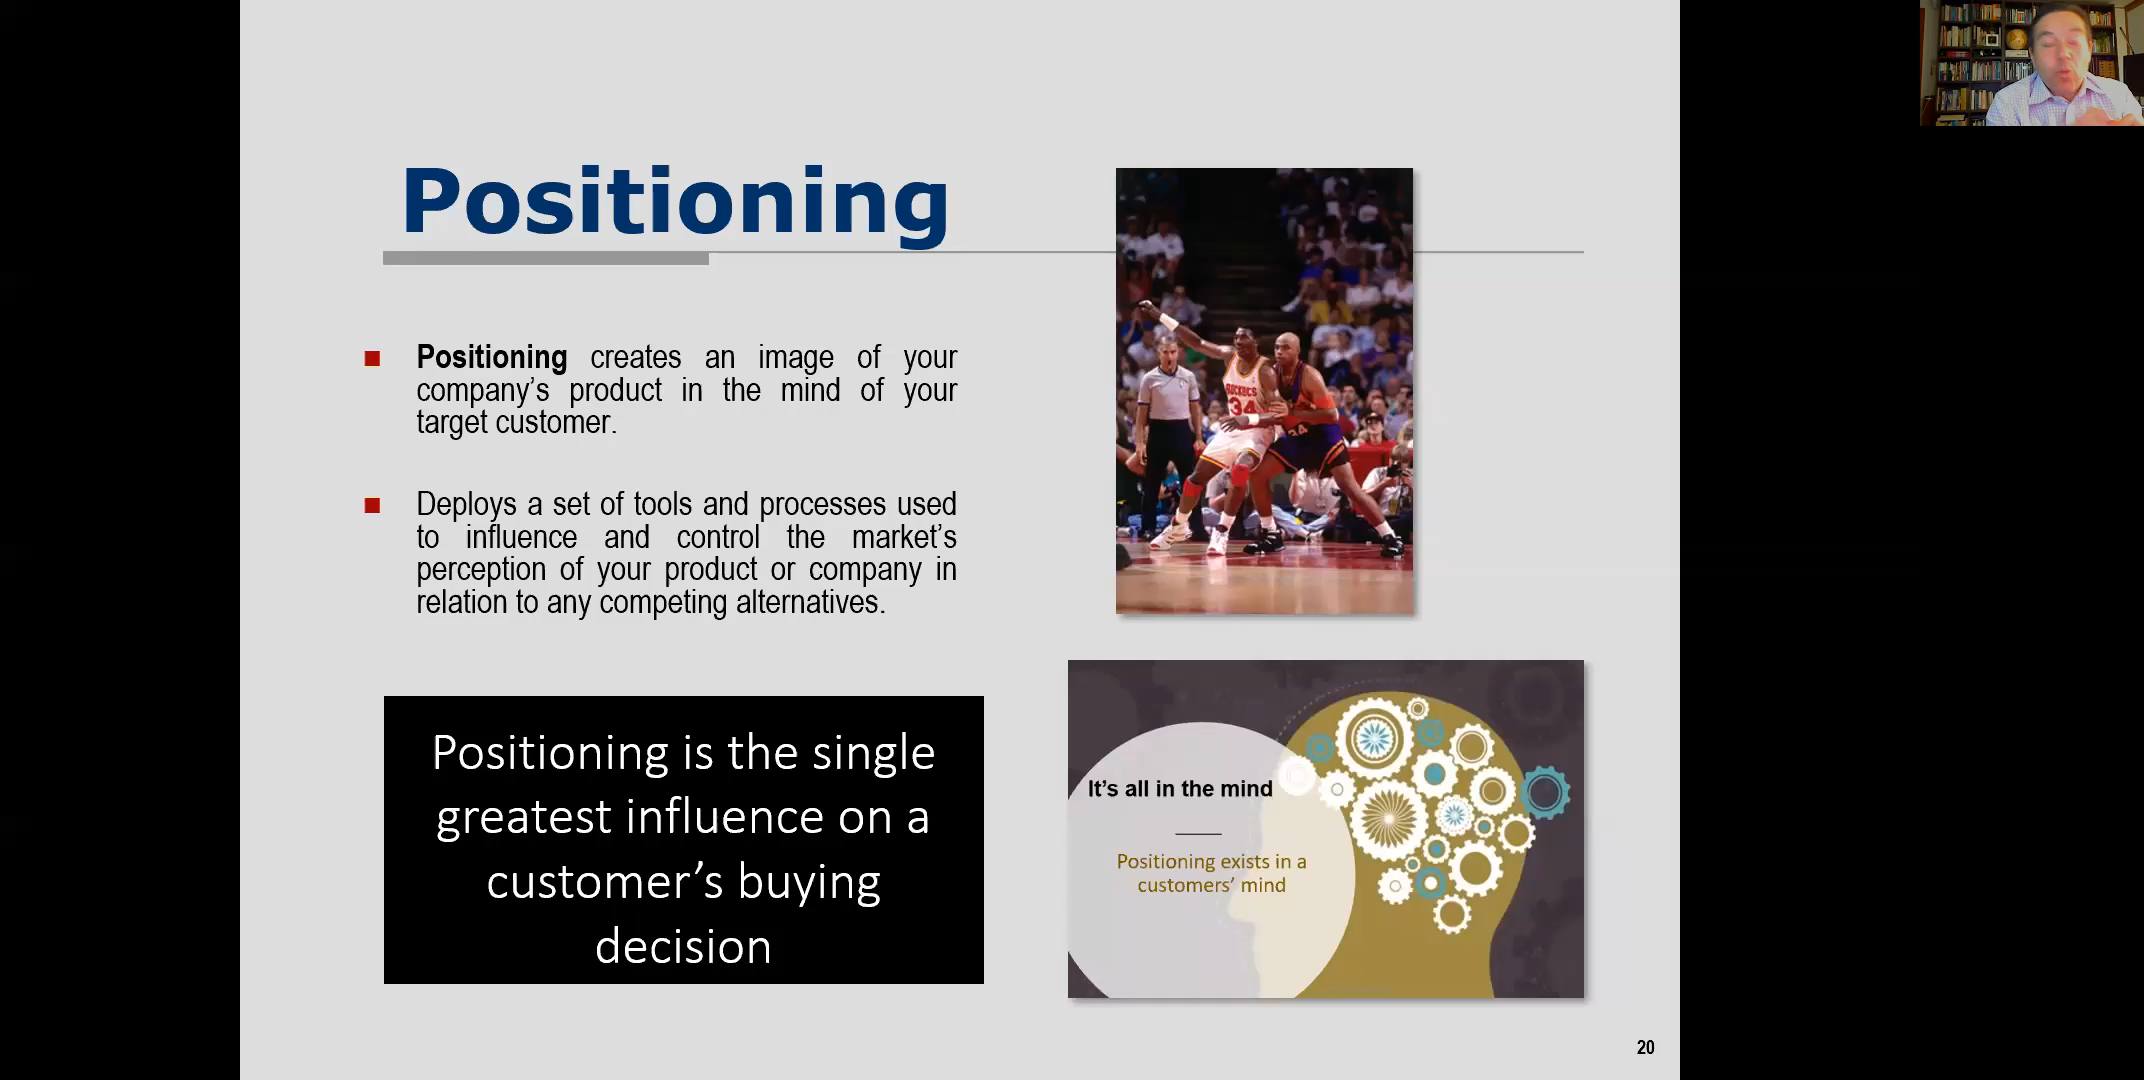 Positioning
Positioning creates an image of your
company’s product in the mind of your
target customer.
Deploys a set of tools and processes used
to influence and control the market’s
perception of your product or company in
relation to any competing alternatives.
Positioning is the single
greatest influence on a
customer’s buying
decision
ROCKETS
34
34
It’s all in the mind
Positioning exists in a
customers’ mind
20